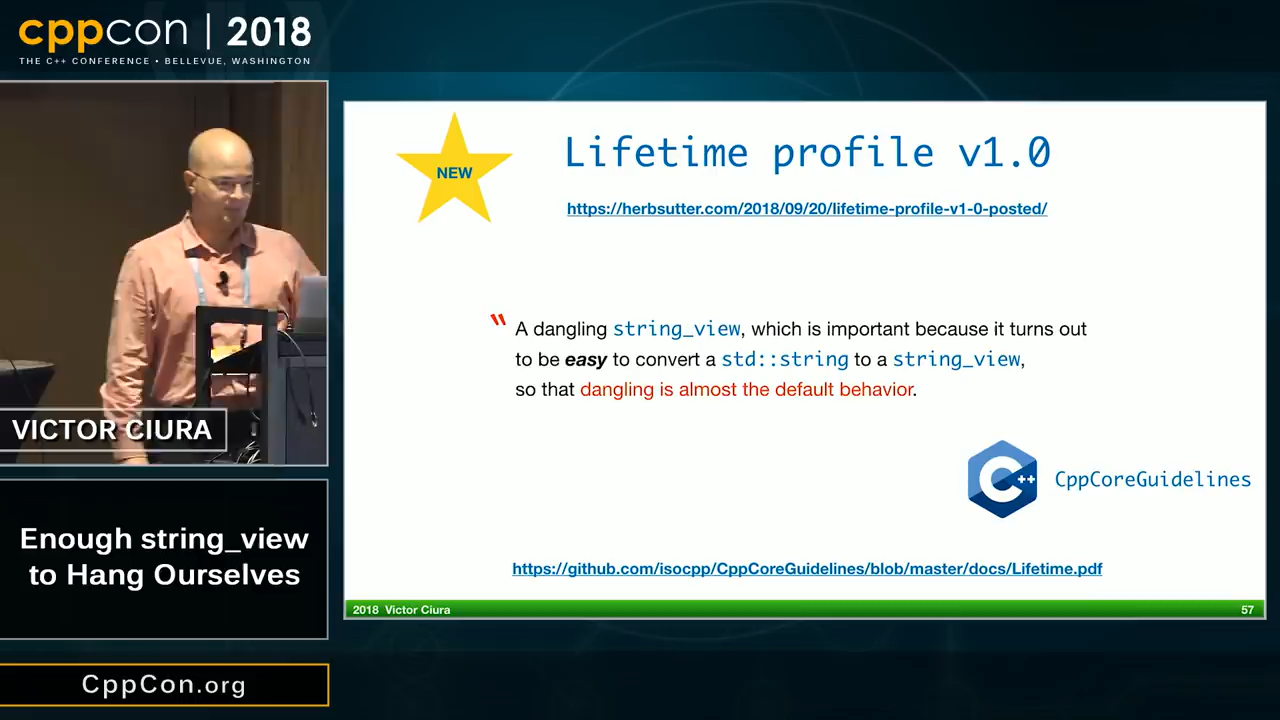 cppcon | 2018
THE C++ CONFERENCE • BELLEVUE, WASHINGTON
NEW
Lifetime profile v1.0
https://herbsutter.com/2018/09/20/lifetime-profile-v1-0-posted/
" A dangling string_view, which is important because it turns out
to be easy to convert a std::string to a string_view,
so that dangling is almost the default behavior.
C++ CppCoreGuidelines
https://github.com/isocpp/CppCoreGuidelines/blob/master/docs/Lifetime.pdf
2018 Victor Ciura 57
VICTOR CIURA
Enough string_view
to Hang Ourselves
CppCon.org